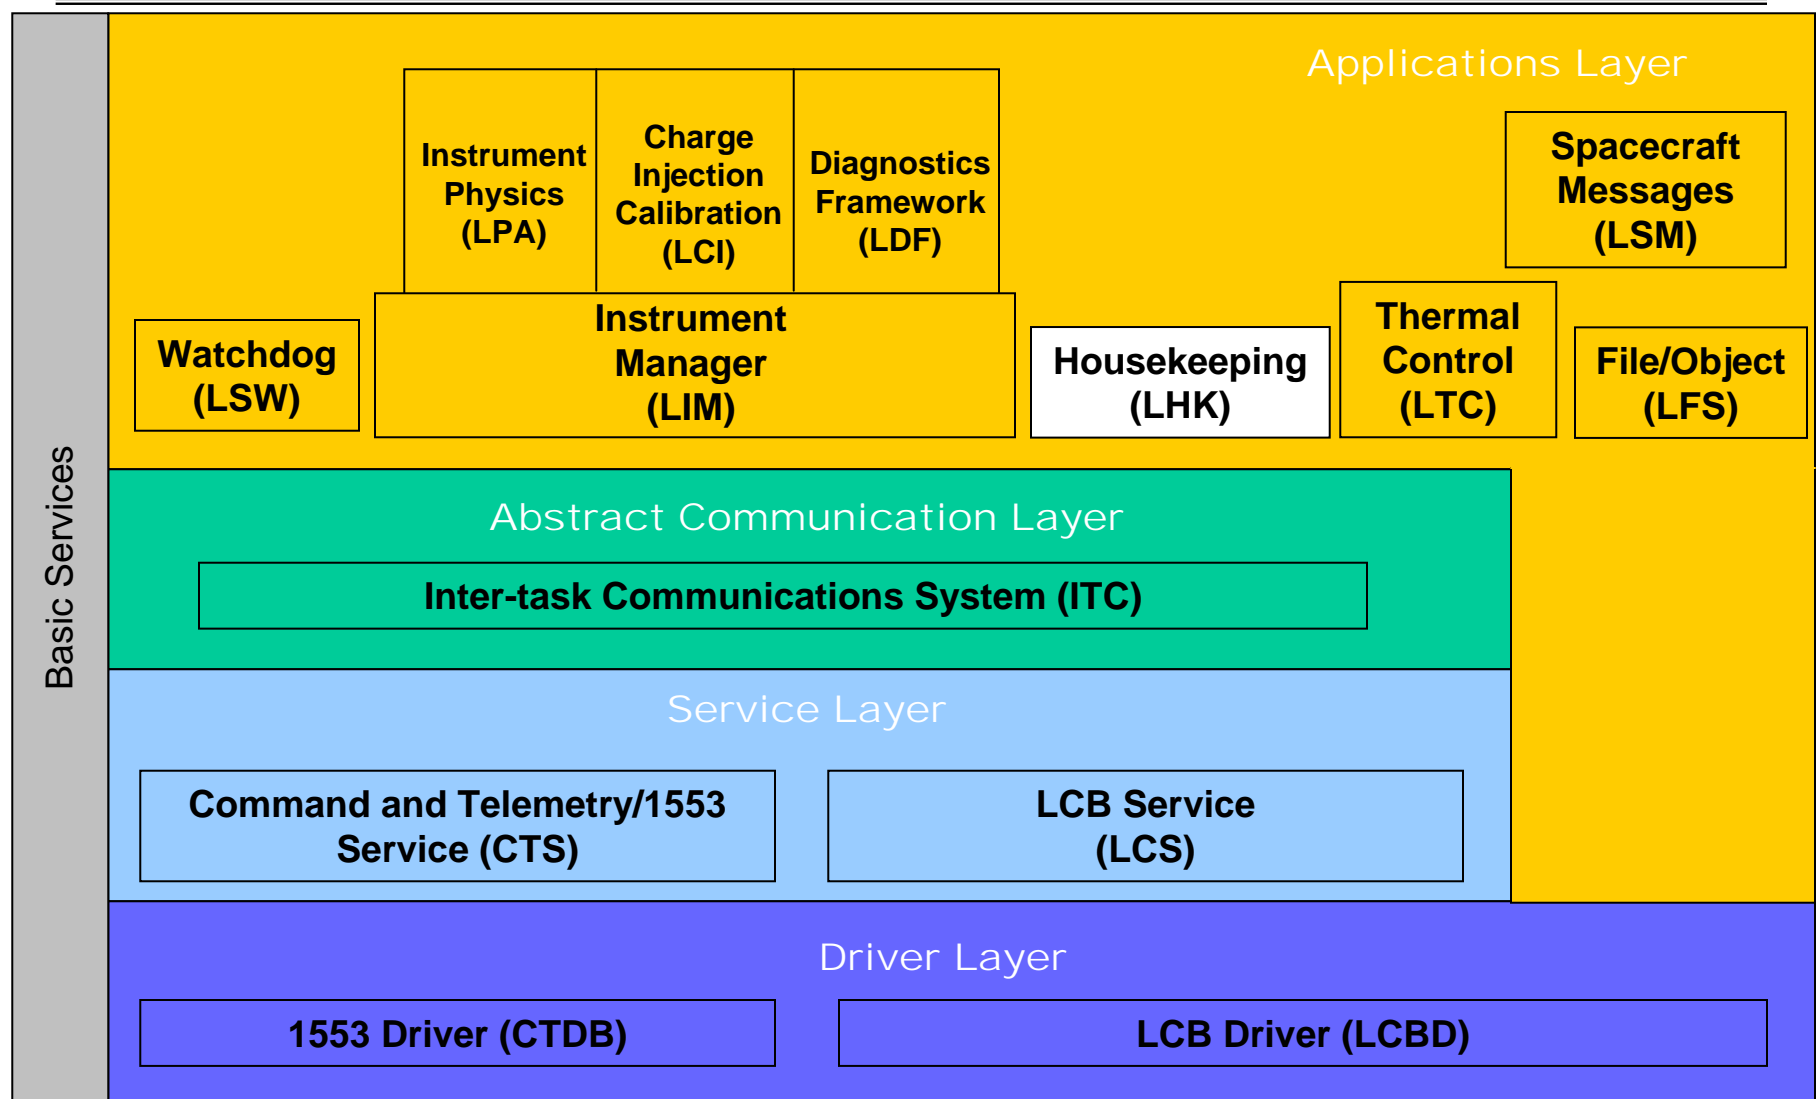 Applications Layer
Instrument
Physics
(LPA)
Charge
Injection
Calibration
(LCI)
Diagnostics
Framework
(LDF)
Spacecraft
Messages
(LSM)
Watchdog
(LSW)
Instrument
Manager
(LIM)
Housekeeping
(LHK)
Thermal
Control
(LTC)
File/Object
(LFS)
Basic Services
Abstract Communication Layer
Inter-task Communications System (ITC)
Service Layer
Command and Telemetry/1553
Service (CTS)
LCB Service
(LCS)
Driver Layer
1553 Driver (CTDB)
LCB Driver (LCBD)